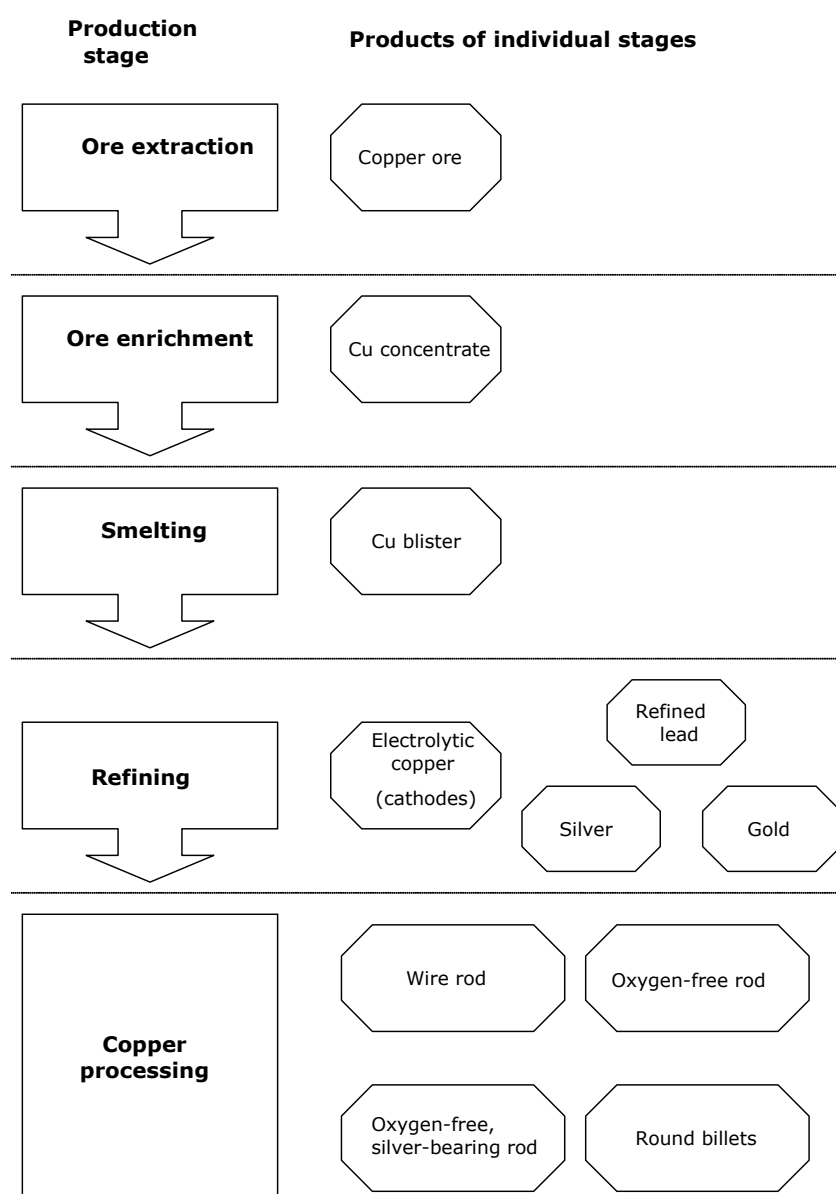 Production
stage
Products of individual stages
Ore extraction
Copper ore
Ore enrichment
Cu concentrate
Smelting
Cu blister
Refining
Electrolytic
copper
(cathodes)
Refined
lead
Silver
Gold
Copper
processing
Wire rod
Oxygen-free rod
Oxygen-free,
silver-bearing rod
Round billets